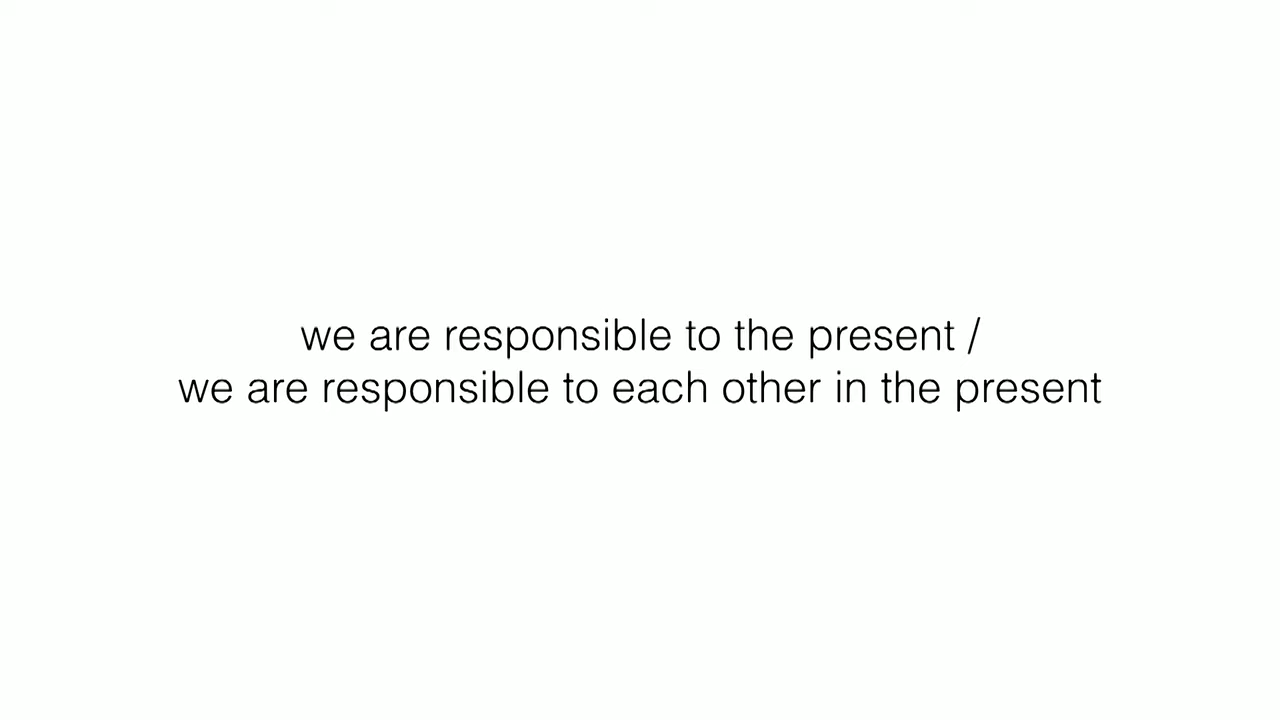 we are responsible to the present /
we are responsible to each other in the present